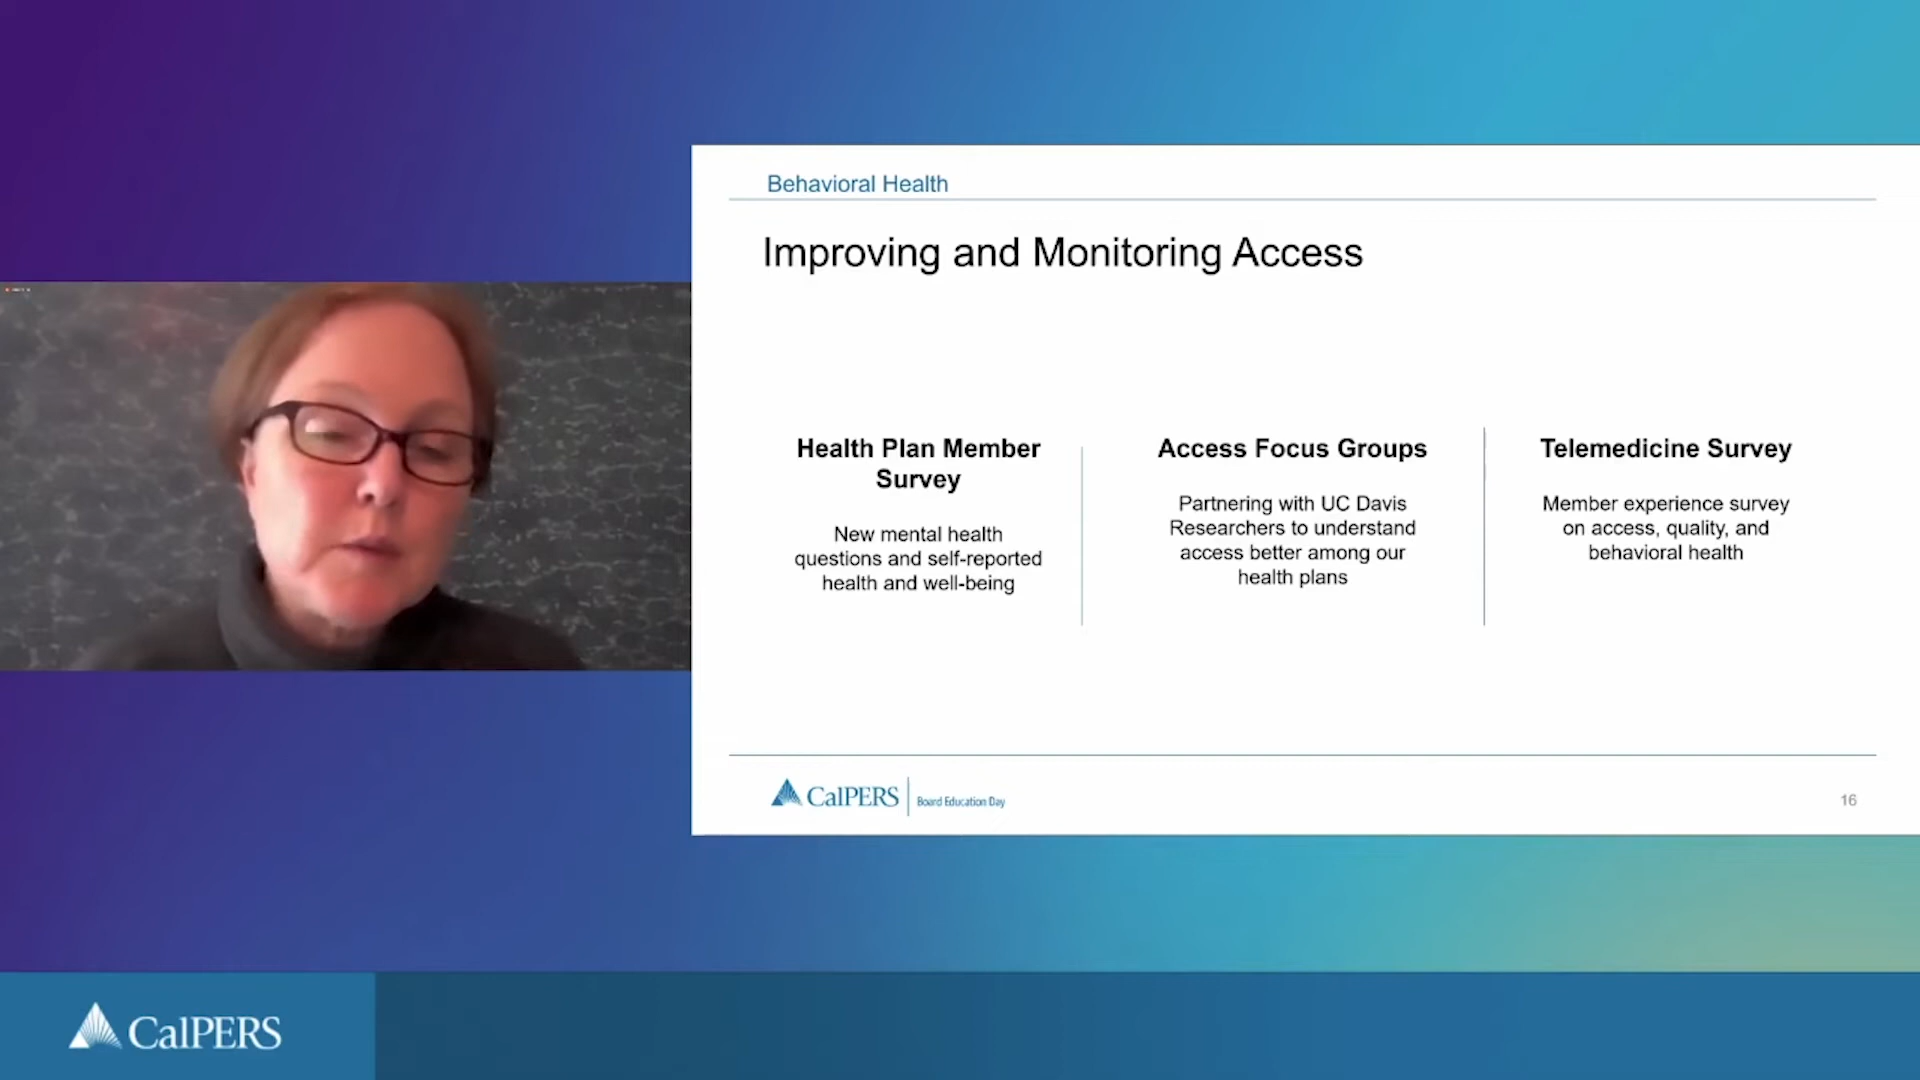 Behavioral Health
Improving and Monitoring Access
Health Plan Member
Survey
New mental health
questions and self-reported
health and well-being
Access Focus Groups
Partnering with UC Davis
Researchers to understand
access better among our
health plans
Telemedicine Survey
Member experience survey
on access, quality, and
behavioral health
CalPERS
Board Education Day
16
CalPERS